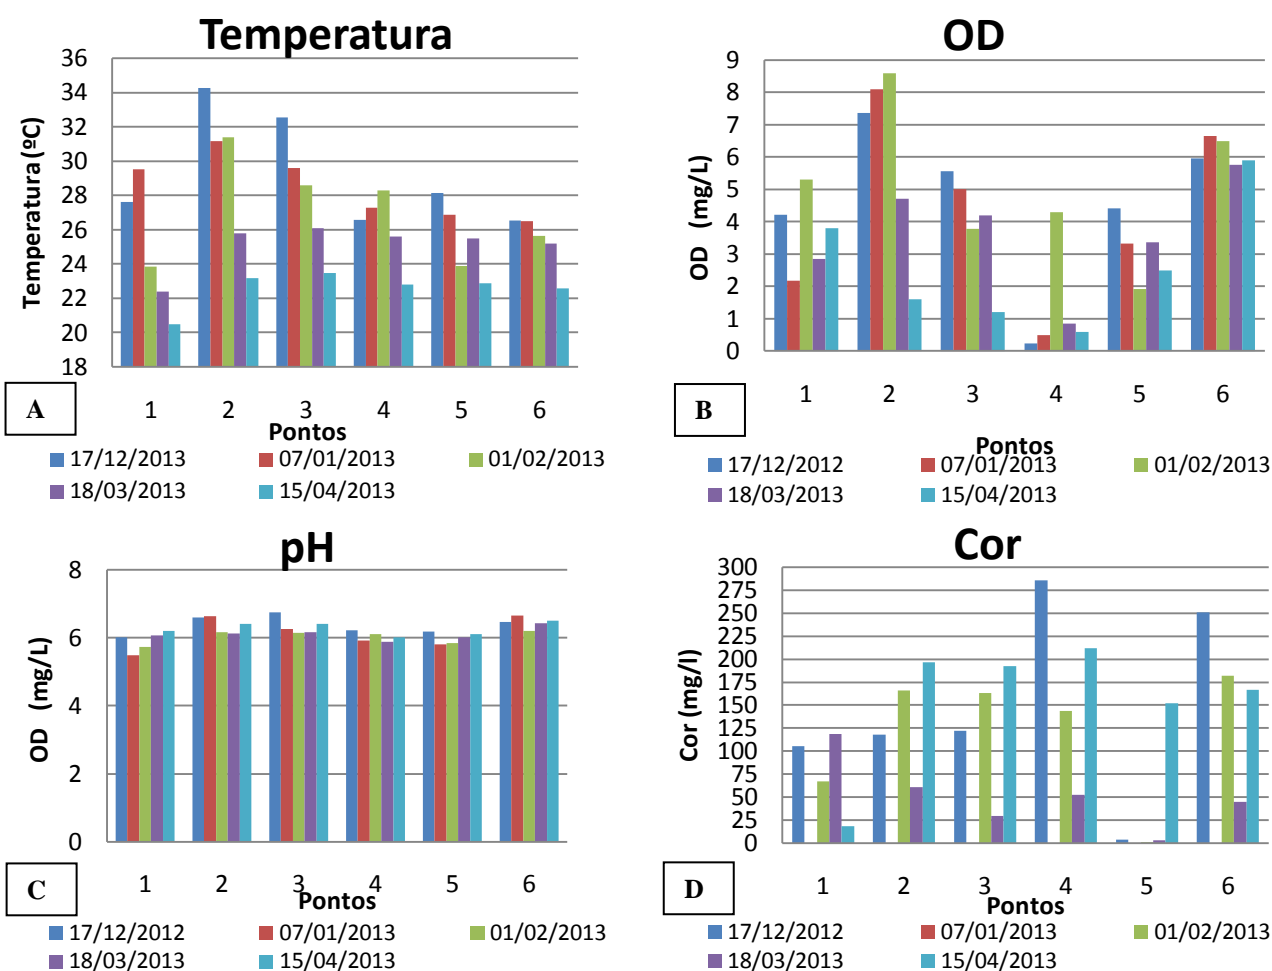 Temperatura
36
34
32
30
28
26
24
22
20
18
Temperatura (ºC)
1 2 3 4 5 6
Pontos
A
17/12/2013 07/01/2013 01/02/2013
18/03/2013 15/04/2013
OD
9
8
7
6
5
4
3
2
1
0
OD (mg/L)
1 2 3 4 5 6
Pontos
B
17/12/2012 07/01/2013 01/02/2013
18/03/2013 15/04/2013
pH
8
6
4
2
0
OD (mg/L)
1 2 3 4 5 6
Pontos
C
17/12/2012 07/01/2013 01/02/2013
18/03/2013 15/04/2013
Cor
300
275
250
225
200
175
150
125
100
75
50
25
0
Cor (mg/l)
1 2 3 4 5 6
Pontos
D
17/12/2012 07/01/2013 01/02/2013
18/03/2013 15/04/2013